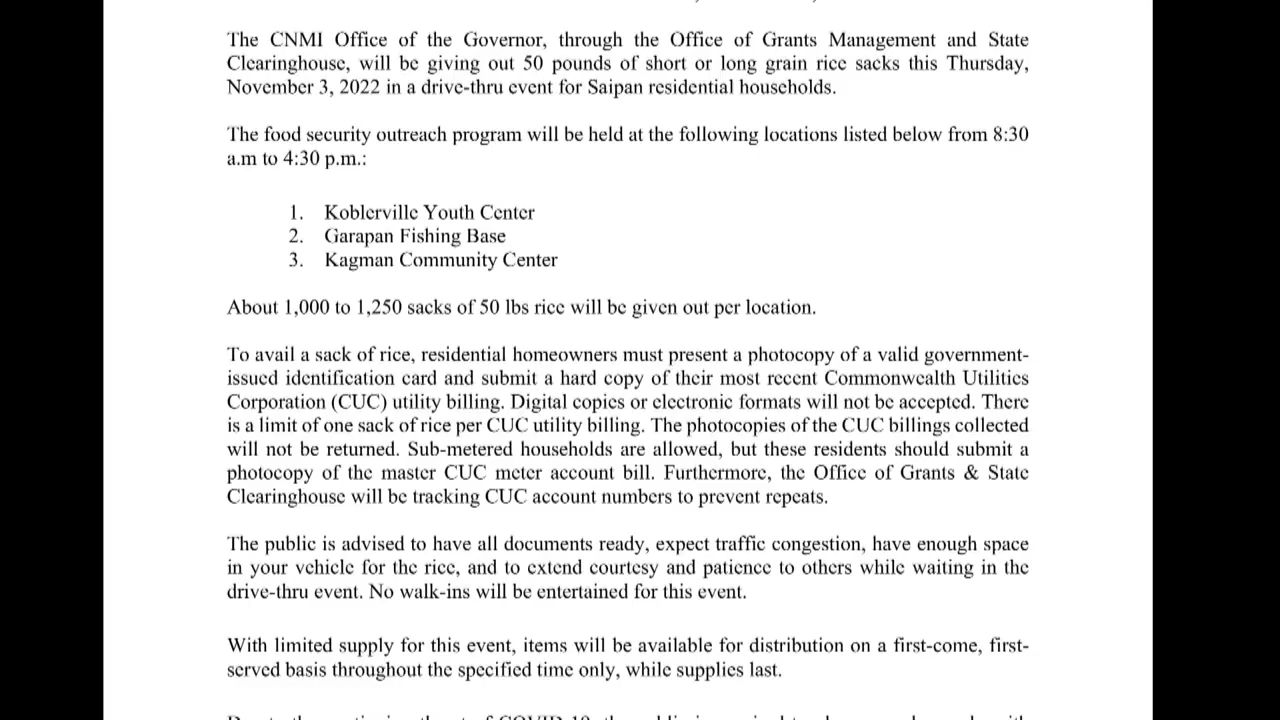 The CNMI Office of the Governor, through the Office of Grants Management and State
Clearinghouse, will be giving out 50 pounds of short or long grain rice sacks this Thursday,
November 3, 2022 in a drive-thru event for Saipan residential households.
The food security outreach program will be held at the following locations listed below from 8:30
a.m to 4:30 p.m.:
1. Koblerville Youth Center
2. Garapan Fishing Base
3. Kagman Community Center
About 1,000 to 1,250 sacks of 50 lbs rice will be given out per location.
To avail a sack of rice, residential homeowners must present a photocopy of a valid government-
issued identification card and submit a hard copy of their most recent Commonwealth Utilities
Corporation (CUC) utility billing. Digital copies or electronic formats will not be accepted. There
is a limit of one sack of rice per CUC utility billing. The photocopies of the CUC billings collected
will not be returned. Sub-metered households are allowed, but these residents should submit a
photocopy of the master CUC meter account bill. Furthermore, the Office of Grants & State
Clearinghouse will be tracking CUC account numbers to prevent repeats.
The public is advised to have all documents ready, expect traffic congestion, have enough space
in your vehicle for the rice, and to extend courtesy and patience to others while waiting in the
drive-thru event. No walk-ins will be entertained for this event.
With limited supply for this event, items will be available for distribution on a first-come, first-
served basis throughout the specified time only, while supplies last.